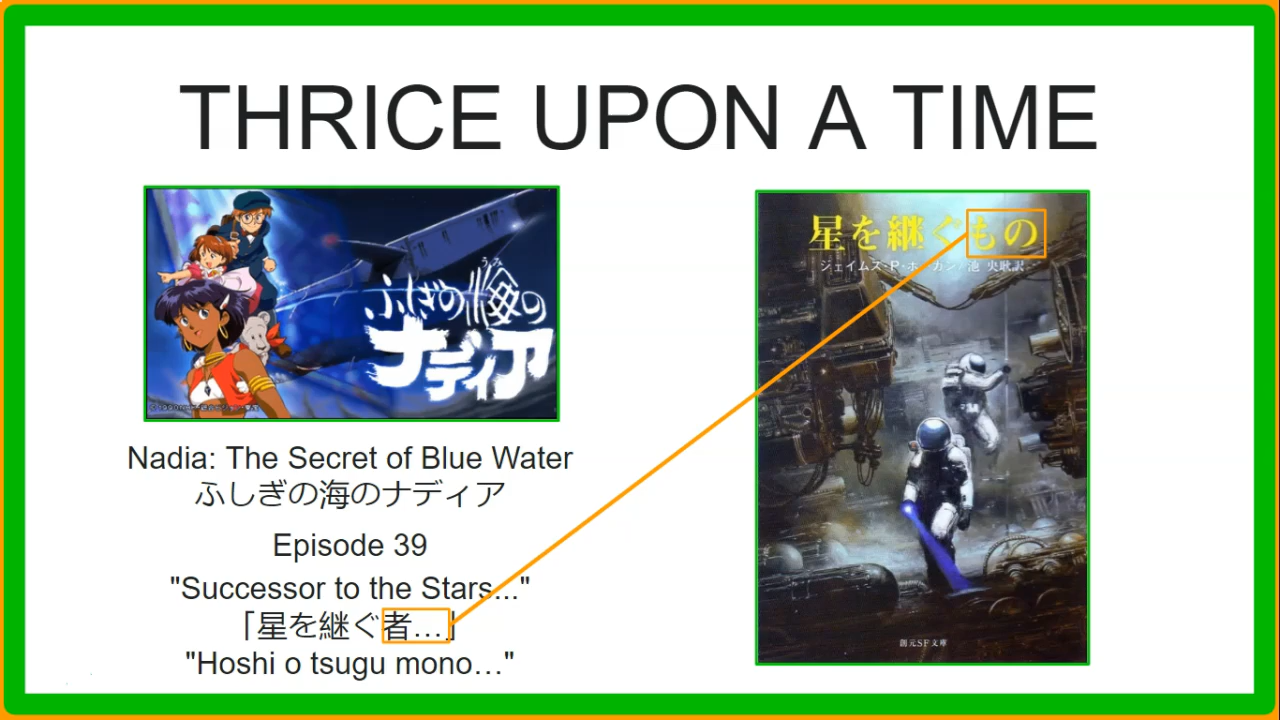 THRICE UPON A TIME
うみ
ふしぎの海の
ナディア
Nadia: The Secret of Blue Water
ふしぎの海のナディア
Episode 39
"Successor to the Stars..."
「星を継ぐ者…」
"Hoshi o tsugu mono…"
星を継ぐもの
ジェイムズ・P・ホーガン/池 央耿訳
創元SF文庫